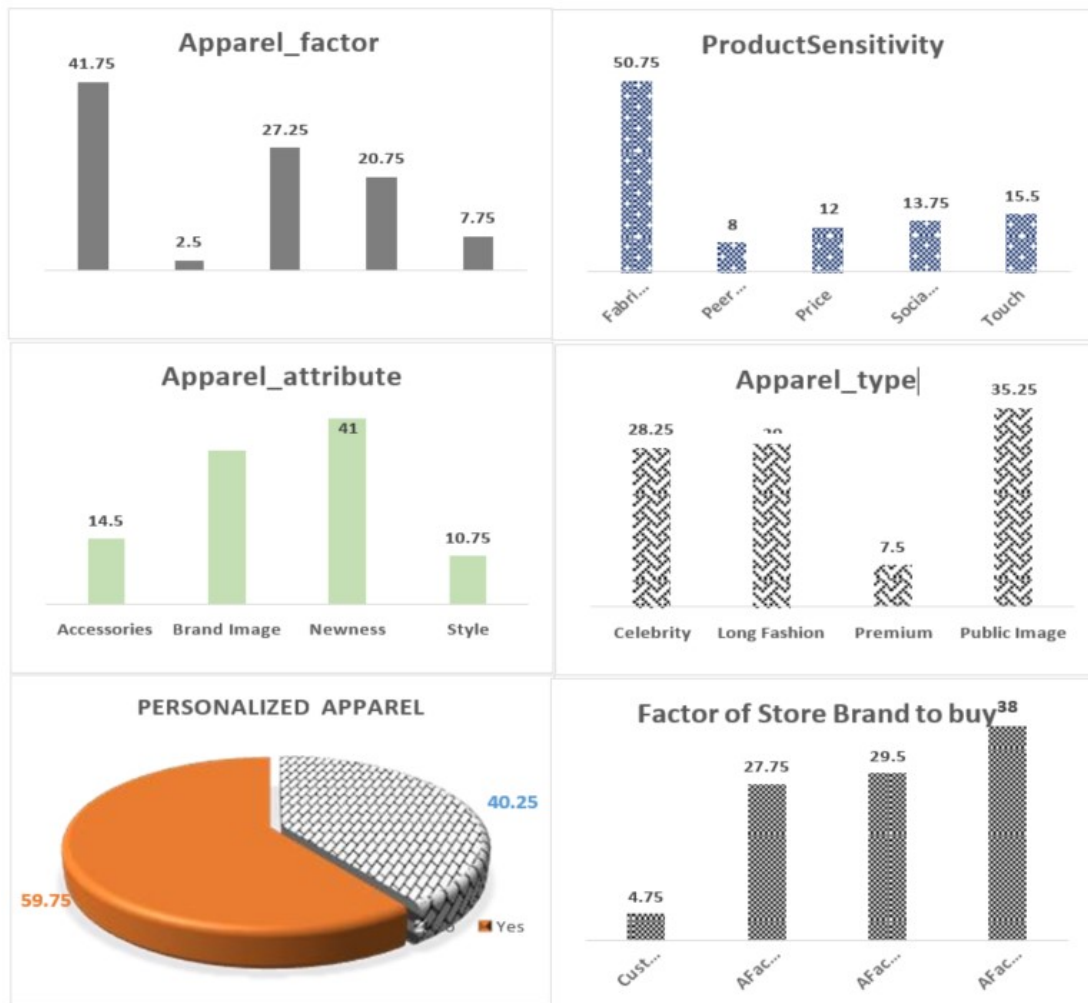 Apparel_factor
41.75
2.5
27.25
20.75
7.75
ProductSensitivity
50.75
8
12
13.75
15.5
Fabri...
Peer...
Price
Socia...
Touch
Apparel_attribute
14.5
41
10.75
Accessories Brand Image Newness Style
Apparel_type
28.25
7.5
35.25
Celebrity Long Fashion Premium Public Image
PERSONALIZED APPAREL
40.25
59.75
Yes
Factor of Store Brand to buy
4.75
27.75
29.5
38
Cust...
AFac...
AFac...
AFac...